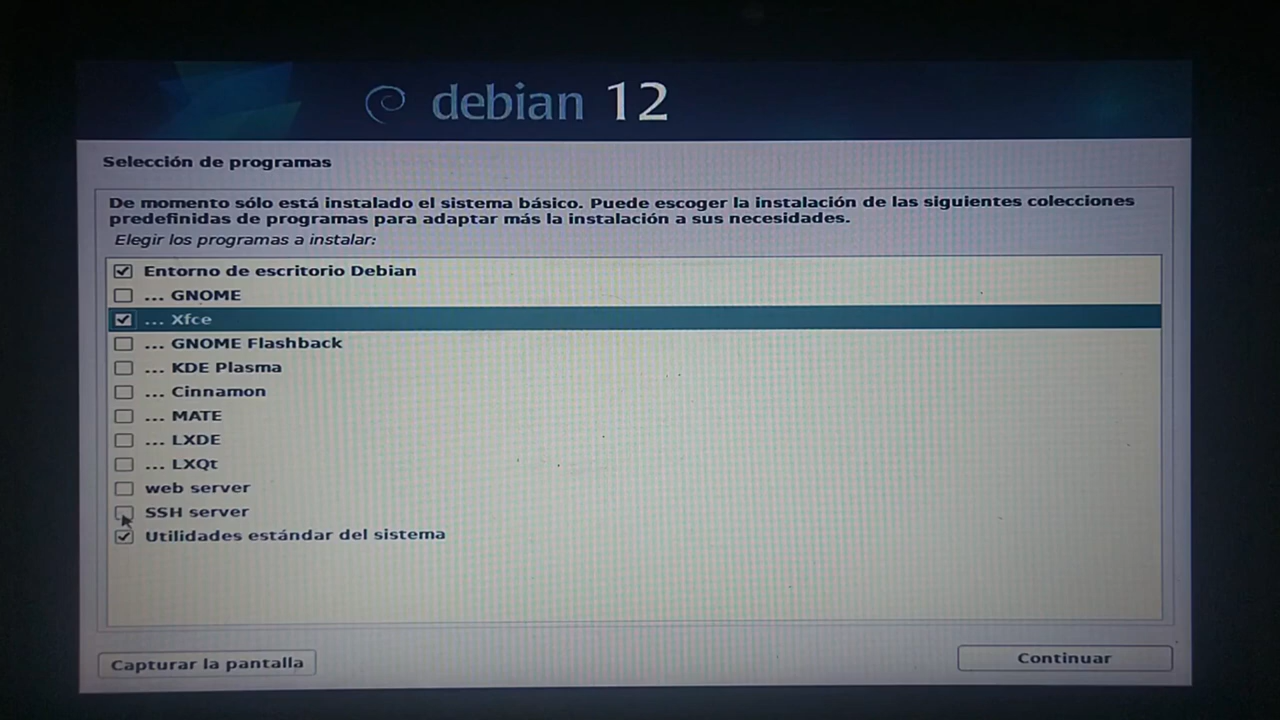 debian 12
Selección de programas
De momento sólo está instalado el sistema básico. Puede escoger la instalación de las siguientes colecciones
predefinidas de programas para adaptar más la instalación a sus necesidades.
Elegir los programas a instalar:
Entorno de escritorio Debian
... GNOME
... Xfce
... GNOME Flashback
... KDE Plasma
... Cinnamon
... MATE
... LXDE
... LXQt
web server
SSH server
Utilidades estándar del sistema
Capturar la pantalla
Continuar